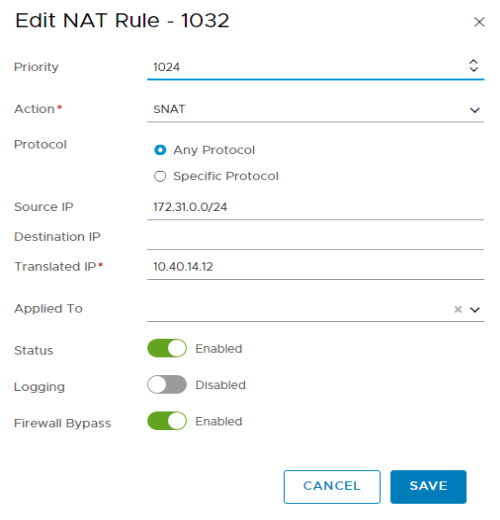 Edit NAT Rule - 1032
Priority 1024
Action* SNAT
Protocol Any Protocol
Specific Protocol
Source IP 172.31.0.0/24
Destination IP
Translated IP* 10.40.14.12
Applied To
Status Enabled
Logging Disabled
Firewall Bypass Enabled
CANCEL SAVE